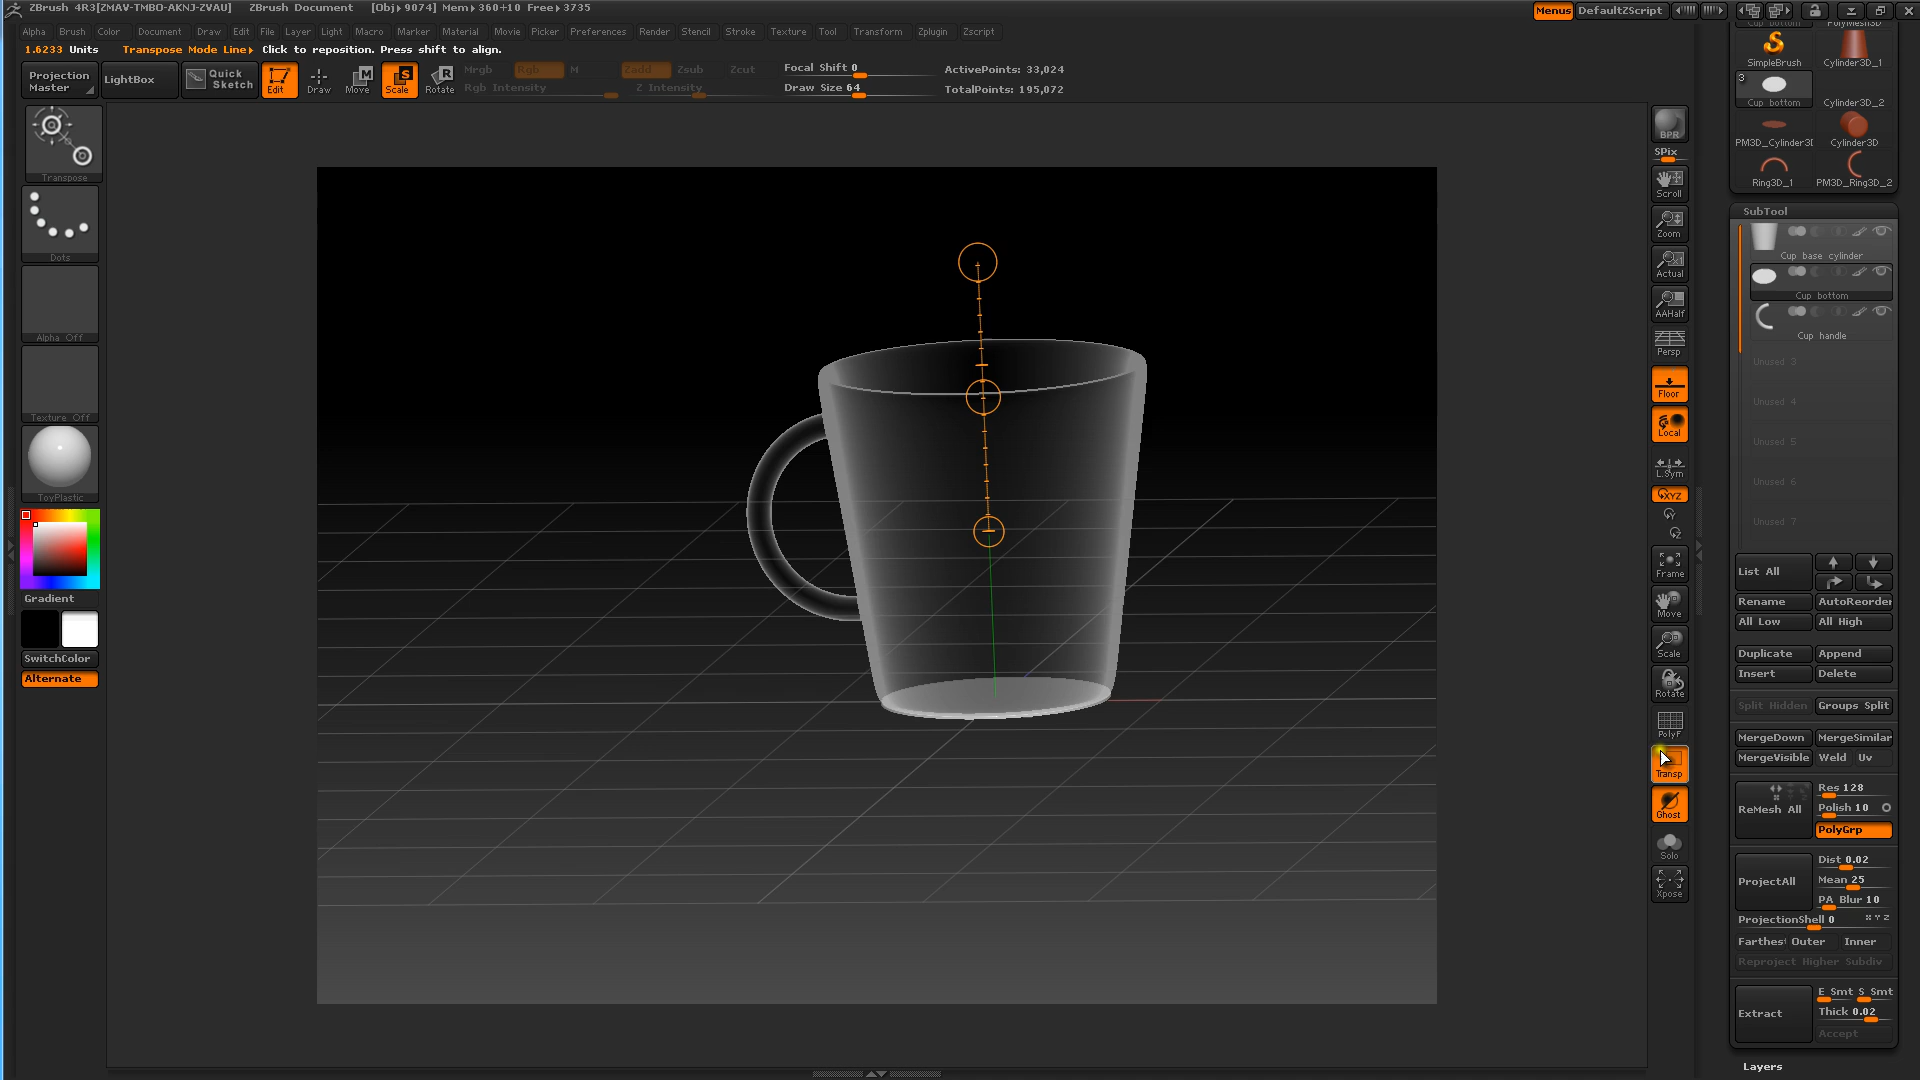 ZBrush 4R3[ZMAV-TMBO-AKNJ-ZVAU] ZBrush Document [Obj▸9074] Mem▸360+10 Free▸3735 Menus DefaultZScript
Alpha Brush Color Document Draw Edit File Layer Light Macro Marker Material Movie Picker Preferences Render Stencil Stroke Texture Tool Transform Zplugin Zscript
1.6233 Units Transpose Mode Line▸ Click to reposition. Press shift to align.
Projection Master
LightBox
Quick Sketch
Edit
Draw
Move
Scale
Rotate
Mrgb Rgb M
Rgb Intensity
Zadd Zsub Zcut
Z Intensity
Focal Shift 0
Draw Size 64
ActivePoints: 33,024
TotalPoints: 195,072
Transpose
Dots
Alpha Off
Texture Off
ToyPlastic
Gradient
SwitchColor
Alternate
BPR
SPix
Scroll
Zoom
Actual
AAHalf
Persp
Floor
Local
L.Sym
XYZ
Frame
Move
Scale
Rotate
PolyF
Transp
Ghost
Solo
Xpose
Cup bottom PolyMesh3D
SimpleBrush Cylinder3D_1
3
Cup bottom Cylinder3D_2
PM3D_Cylinder3D Cylinder3D
Ring3D_1 PM3D_Ring3D_2
SubTool
Cup base cylinder
Cup bottom
Cup handle
Unused 3
Unused 4
Unused 5
Unused 6
Unused 7
List All
Rename AutoReorder
All Low All High
Duplicate Append
Insert Delete
Split Hidden Groups Split
MergeDown MergeSimilar
MergeVisible Weld Uv
ReMesh All
Res 128
Polish 10
PolyGrp
ProjectAll
Dist 0.02
Mean 25
PA Blur 10
ProjectionShell 0 X Y Z
Farthest Outer Inner
Reproject Higher Subdiv
Extract
E Smt S Smt
Thick 0.02
Accept
Layers